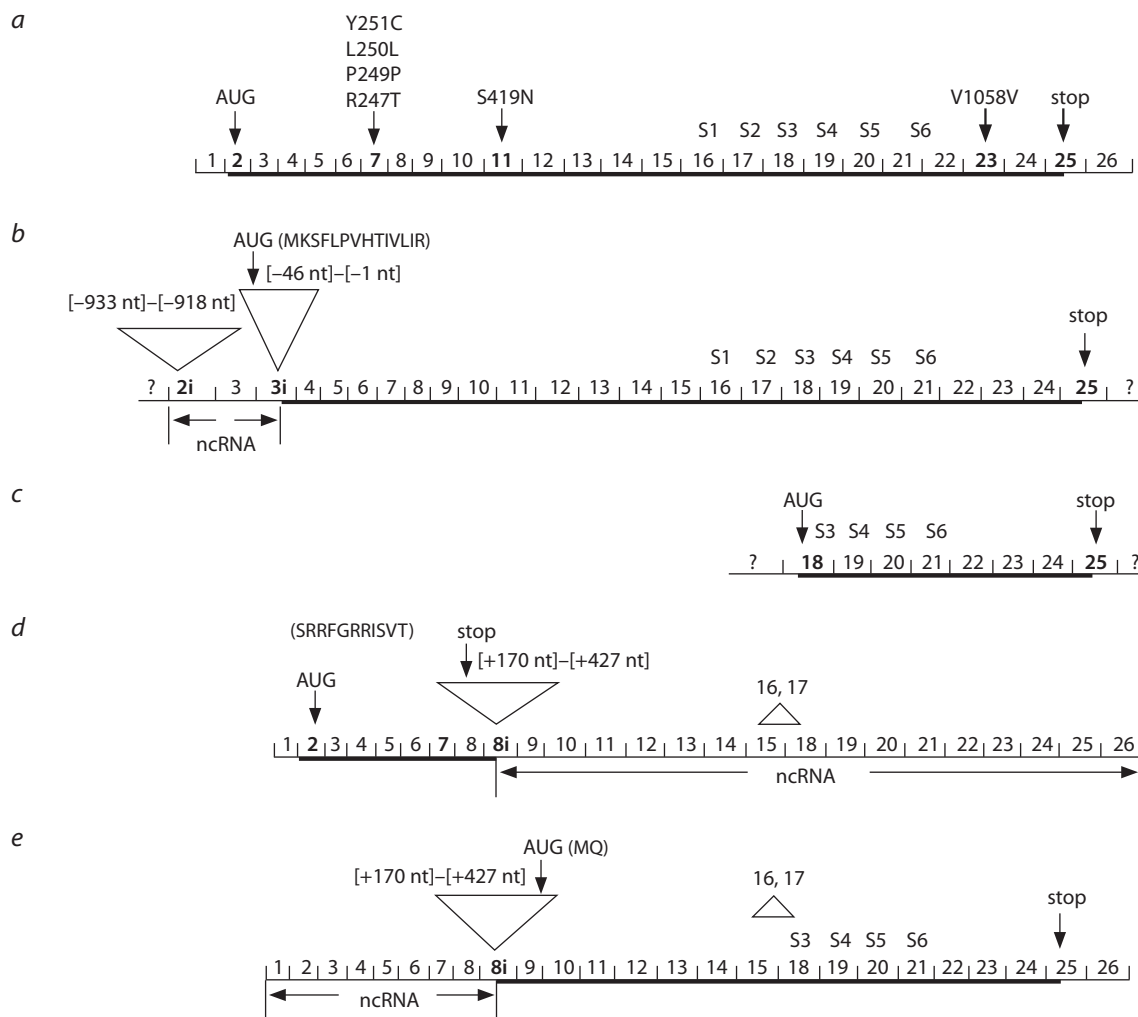 a
Y251C
L250L
P249P
AUG R247T S419N V1058V stop
S1 S2 S3 S4 S5 S6
1 2 3 4 5 6 7 8 9 10 11 12 13 14 15 16 17 18 19 20 21 22 23 24 25 26
b
AUG (MKSFLPVHTIVLIR)
[–46 nt]–[–1 nt]
[–933 nt]–[–918 nt]
stop
S1 S2 S3 S4 S5 S6
? 2i 3 3i 4 5 6 7 8 9 10 11 12 13 14 15 16 17 18 19 20 21 22 23 24 25 ?
ncRNA
c
AUG stop
S3 S4 S5 S6
? 18 19 20 21 22 23 24 25 ?
d
(SRRFGRRISVT) stop
[+170 nt]–[+427 nt]
AUG 16, 17
1 2 3 4 5 6 7 8 8i 9 10 11 12 13 14 15 18 19 20 21 22 23 24 25 26
ncRNA
e
AUG (MQ)
[+170 nt]–[+427 nt] 16, 17
stop
S3 S4 S5 S6
1 2 3 4 5 6 7 8 8i 9 10 11 12 13 14 15 18 19 20 21 22 23 24 25 26
ncRNA